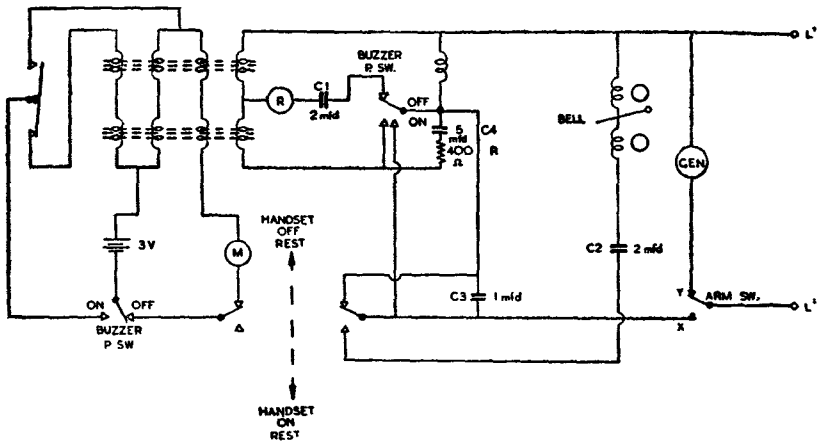 L¹
BUZZER
P. SW.
C1
R
2 mfd
OFF
ON
5
mfd
400
Ω
C4
R
BELL
GEN.
HANDSET
OFF
REST
3V
M
C2
2 mfd
ON
OFF
BUZZER
P SW
C3
1 mfd
Y
ARM SW.
X
L²
HANDSET
ON
REST